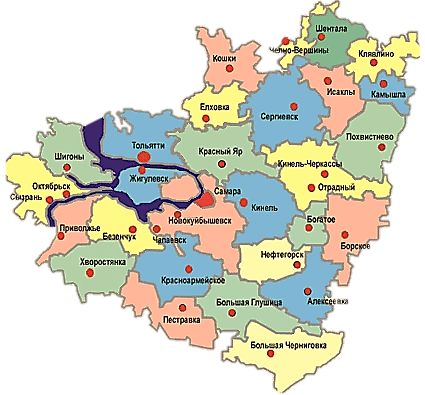 Шентала
Челно-Вершины
Клявлино
Кошки
Исаклы
Камышла
Елховка
Сергиевск
Похвистнево
Тольятти
Красный Яр
Шигоны
Жигулевск
Кинель-Черкассы
Октябрьск
Отрадный
Сызрань
Самара
Кинель
Новокуйбышевск
Богатое
Приволжье
Безенчук
Чапаевск
Борское
Нефтегорск
Хворостянка
Красноармейское
Большая Глушица
Алексеевка
Пестравка
Большая Черниговка